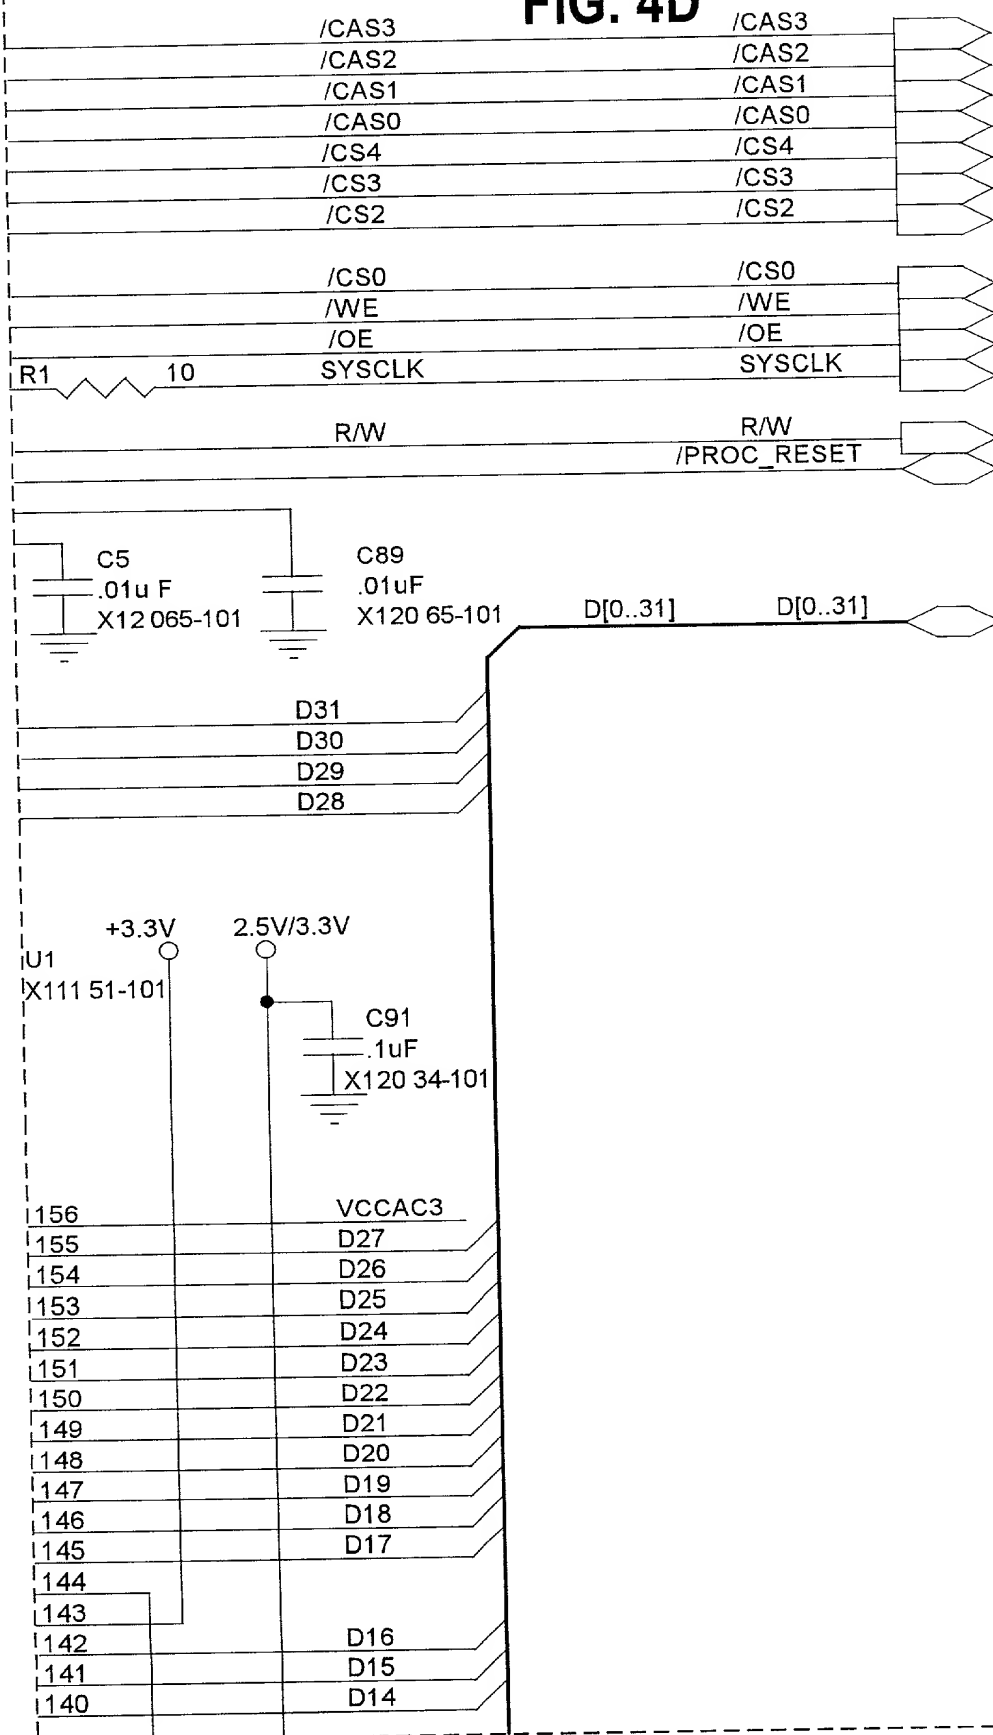 FIG. 4D
/CAS3 /CAS3
/CAS2 /CAS2
/CAS1 /CAS1
/CAS0 /CAS0
/CS4 /CS4
/CS3 /CS3
/CS2 /CS2
/CS0 /CS0
/WE /WE
/OE /OE
R1 10 SYSCLK SYSCLK
R/W R/W
/PROC_RESET
C5
.01u F
X12 065-101
C89
.01uF
X120 65-101
D[0..31] D[0..31]
D31
D30
D29
D28
+3.3V 2.5V/3.3V
U1
X111 51-101
C91
.1uF
X120 34-101
156 VCCAC3
155 D27
154 D26
153 D25
152 D24
151 D23
150 D22
149 D21
148 D20
147 D19
146 D18
145 D17
144
143
142 D16
141 D15
140 D14